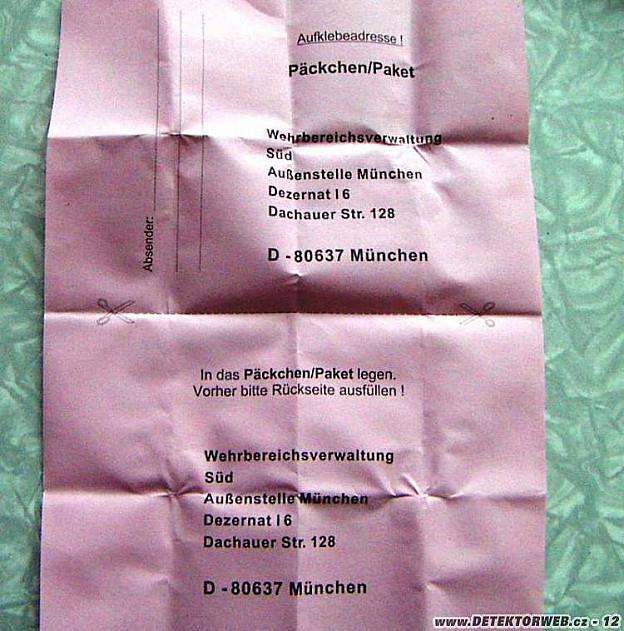 Aufklebeadresse !
Päckchen/Paket
Wehrbereichsverwaltung
Süd
Außenstelle München
Dezernat I 6
Dachauer Str. 128
D - 80637 München
Absender:
In das Päckchen/Paket legen.
Vorher bitte Rückseite ausfüllen !
Wehrbereichsverwaltung
Süd
Außenstelle München
Dezernat I 6
Dachauer Str. 128
D - 80637 München
www.DETEKTORWEB.cz - 12